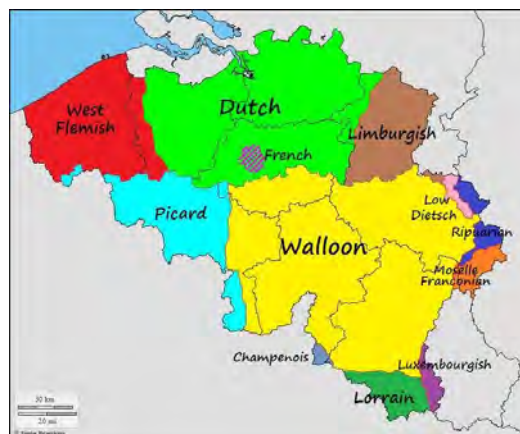 West
Flemish
Dutch
Limburgish
French
Picard
Low
Dietsch
Walloon
Ripuarian
Moselle
Franconian
Champenois
Luxembourgish
Lorrain
30 km
20 mi